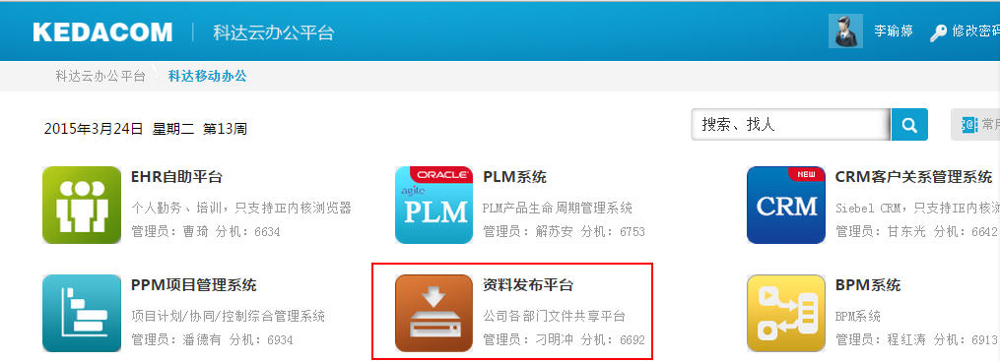 KEDACOM 科达云办公平台 李瑜婷 修改密码
科达云办公平台 科达移动办公
2015年3月24日 星期二 第13周 搜索、找人 常用
EHR自助平台
个人勤务、培训，只支持IE内核浏览器
管理员：曹琦 分机：6634
ORACLE
agile
PLM
PLM系统
PLM产品生命周期管理系统
管理员：解苏安 分机：6753
NEW
CRM
CRM客户关系管理系统
Siebel CRM，只支持IE内核浏
管理员：甘东光 分机：6642
PPM项目管理系统
项目计划/协同/控制综合管理系统
管理员：潘德有 分机：6934
资料发布平台
公司各部门文件共享平台
管理员：刁明冲 分机：6692
BPM系统
BPM系统
管理员：程红涛 分机：6913